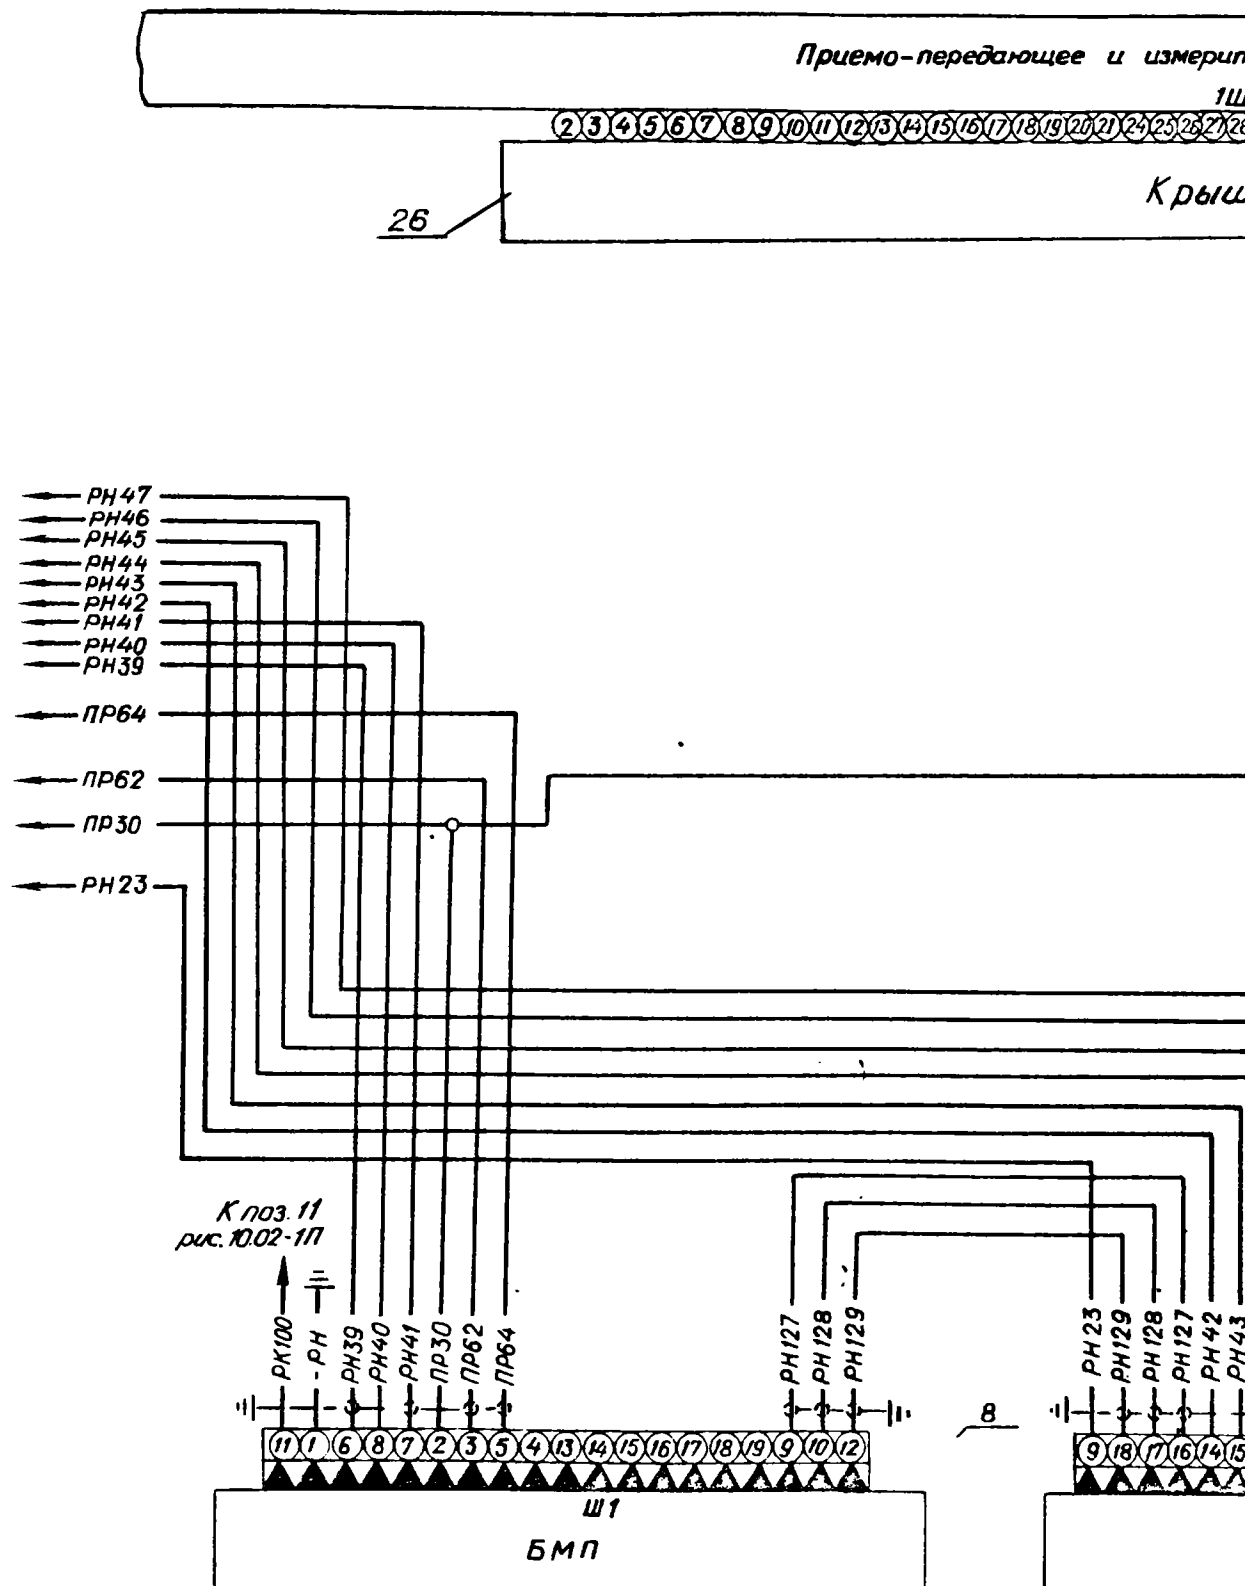 Приемо-передающее и измерит
1Ш
2 3 4 5 6 7 8 9 10 11 12 13 14 15 16 17 18 19 20 21 24 25 26 27 28
Крыш
26
РН47
РН46
РН45
РН44
РН43
РН42
РН41
РН40
РН39
ПР64
ПР62
ПР30
РН23
К поз. 11
рис. 10.02-1П
РК100
-РН
РН39
РН40
РН41
ПР30
ПР62
ПР64
РН127
РН128
РН129
РН23
РН129
РН128
РН127
РН42
РН43
8
11 1 6 8 7 2 3 5 4 13 14 15 16 17 18 19 9 10 12
9 18 17 16 14 15
Ш1
БМП